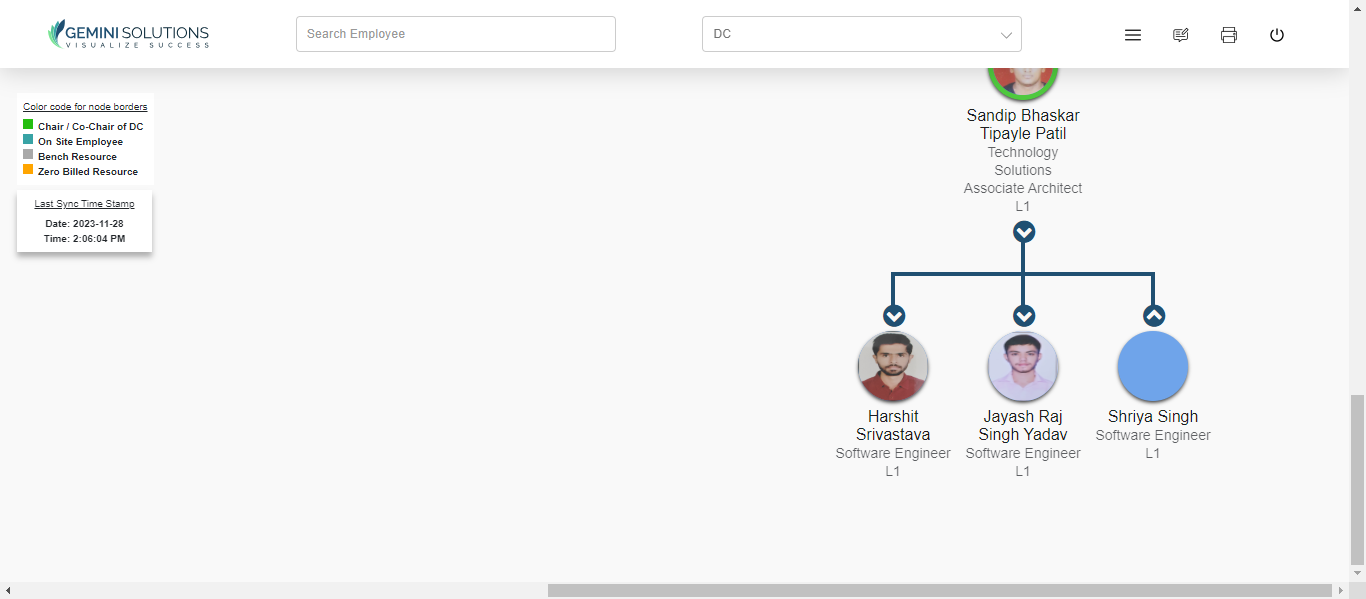 GEMINI SOLUTIONS
VISUALIZE SUCCESS
Search Employee
DC
Color code for node borders
Chair / Co-Chair of DC
On Site Employee
Bench Resource
Zero Billed Resource
Last Sync Time Stamp
Date: 2023-11-28
Time: 2:06:04 PM
Sandip Bhaskar
Tipayle Patil
Technology
Solutions
Associate Architect
L1
Harshit
Srivastava
Software Engineer
L1
Jayash Raj
Singh Yadav
Software Engineer
L1
Shriya Singh
Software Engineer
L1